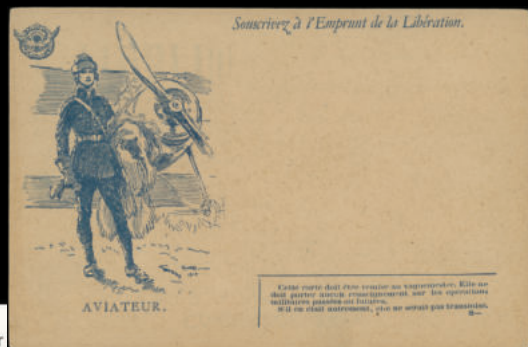 Souscrivez à l'Emprunt de la Libération.
AVIATEUR.
Cette carte doit être remise au vaguemestre. Elle ne
doit porter aucun renseignement sur les opérations
militaires passées ou futures.
S'il en était autrement, elle ne serait pas transmise.